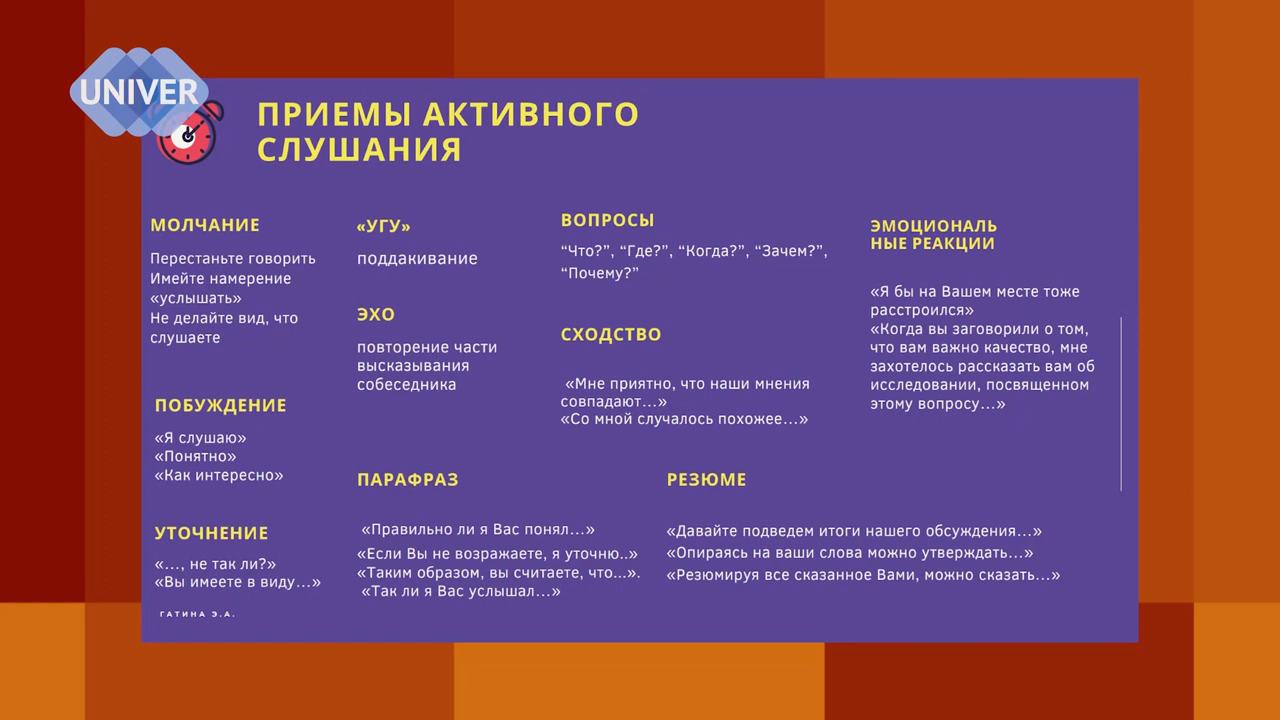 UNIVER
ПРИЕМЫ АКТИВНОГО
СЛУШАНИЯ
МОЛЧАНИЕ
Перестаньте говорить
Имейте намерение
«услышать»
Не делайте вид, что
слушаете
ПОБУЖДЕНИЕ
«Я слушаю»
«Понятно»
«Как интересно»
УТОЧНЕНИЕ
«..., не так ли?»
«Вы имеете в виду...»
ГАТИНА Э.А.
«УГУ»
поддакивание
ЭХО
повторение части
высказывания
собеседника
ВОПРОСЫ
“Что?”, “Где?”, “Когда?”, “Зачем?”,
“Почему?”
СХОДСТВО
«Мне приятно, что наши мнения
совпадают...»
«Со мной случалось похожее...»
ЭМОЦИОНАЛЬ
НЫЕ РЕАКЦИИ
«Я бы на Вашем месте тоже
расстроился»
«Когда вы заговорили о том,
что вам важно качество, мне
захотелось рассказать вам об
исследовании, посвященном
этому вопросу...»
ПАРАФРАЗ
«Правильно ли я Вас понял...»
«Если Вы не возражаете, я уточню..»
«Таким образом, вы считаете, что...».
«Так ли я Вас услышал...»
РЕЗЮМЕ
«Давайте подведем итоги нашего обсуждения...»
«Опираясь на ваши слова можно утверждать...»
«Резюмируя все сказанное Вами, можно сказать...»